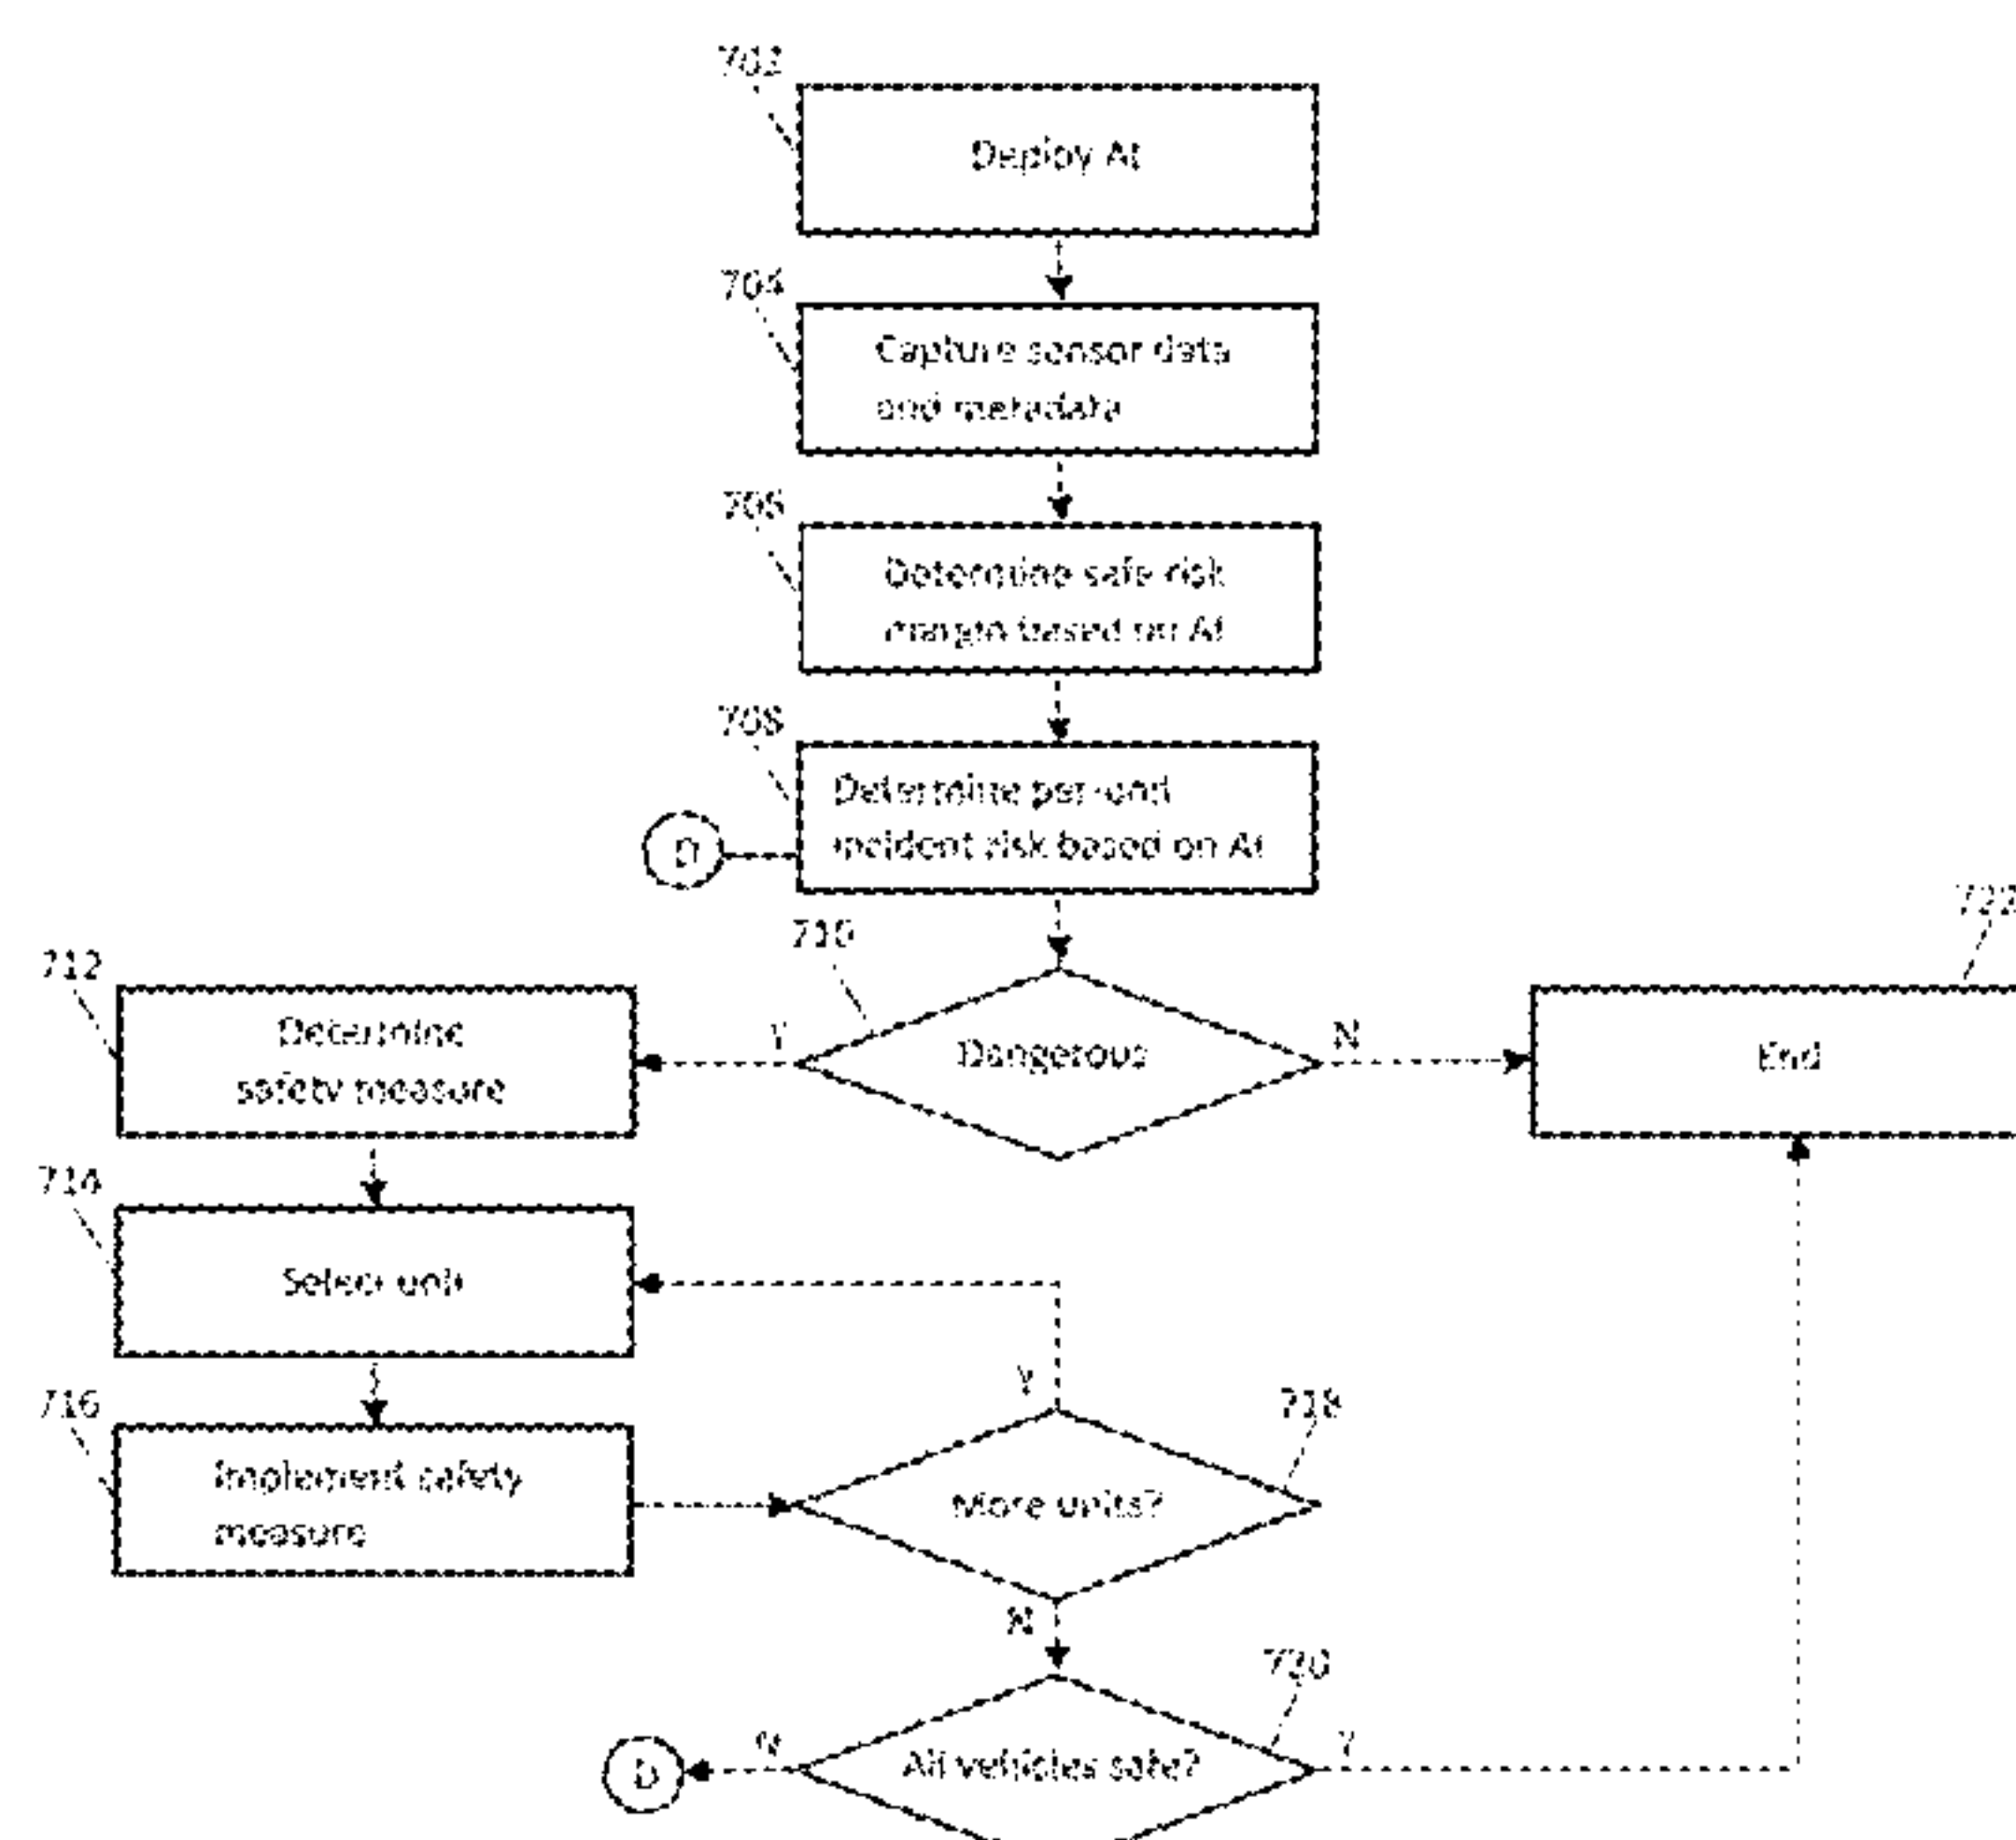 702
Deploy AI
704
Capture sensor data
and metadata
706
Determine safe risk
margin based on AI
708
Determine per-unit
incident risk based on AI
D
710
722
712
Determine
safety measure
Y
Dangerous
N
End
714
Select unit
Y
716
718
Implement safety
measure
More units?
N
720
D
N
All vehicles safe?
Y